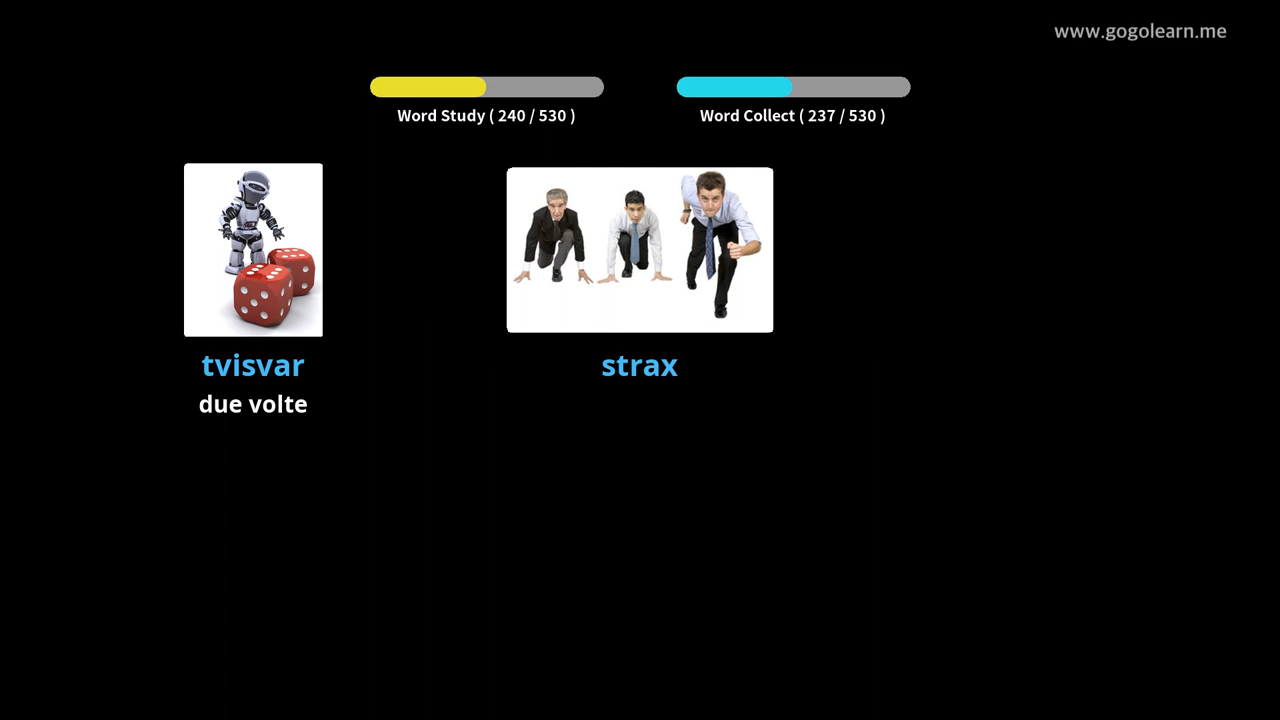 www.gogolearn.me
Word Study ( 240 / 530 )
Word Collect ( 237 / 530 )
tvisvar
strax
due volte